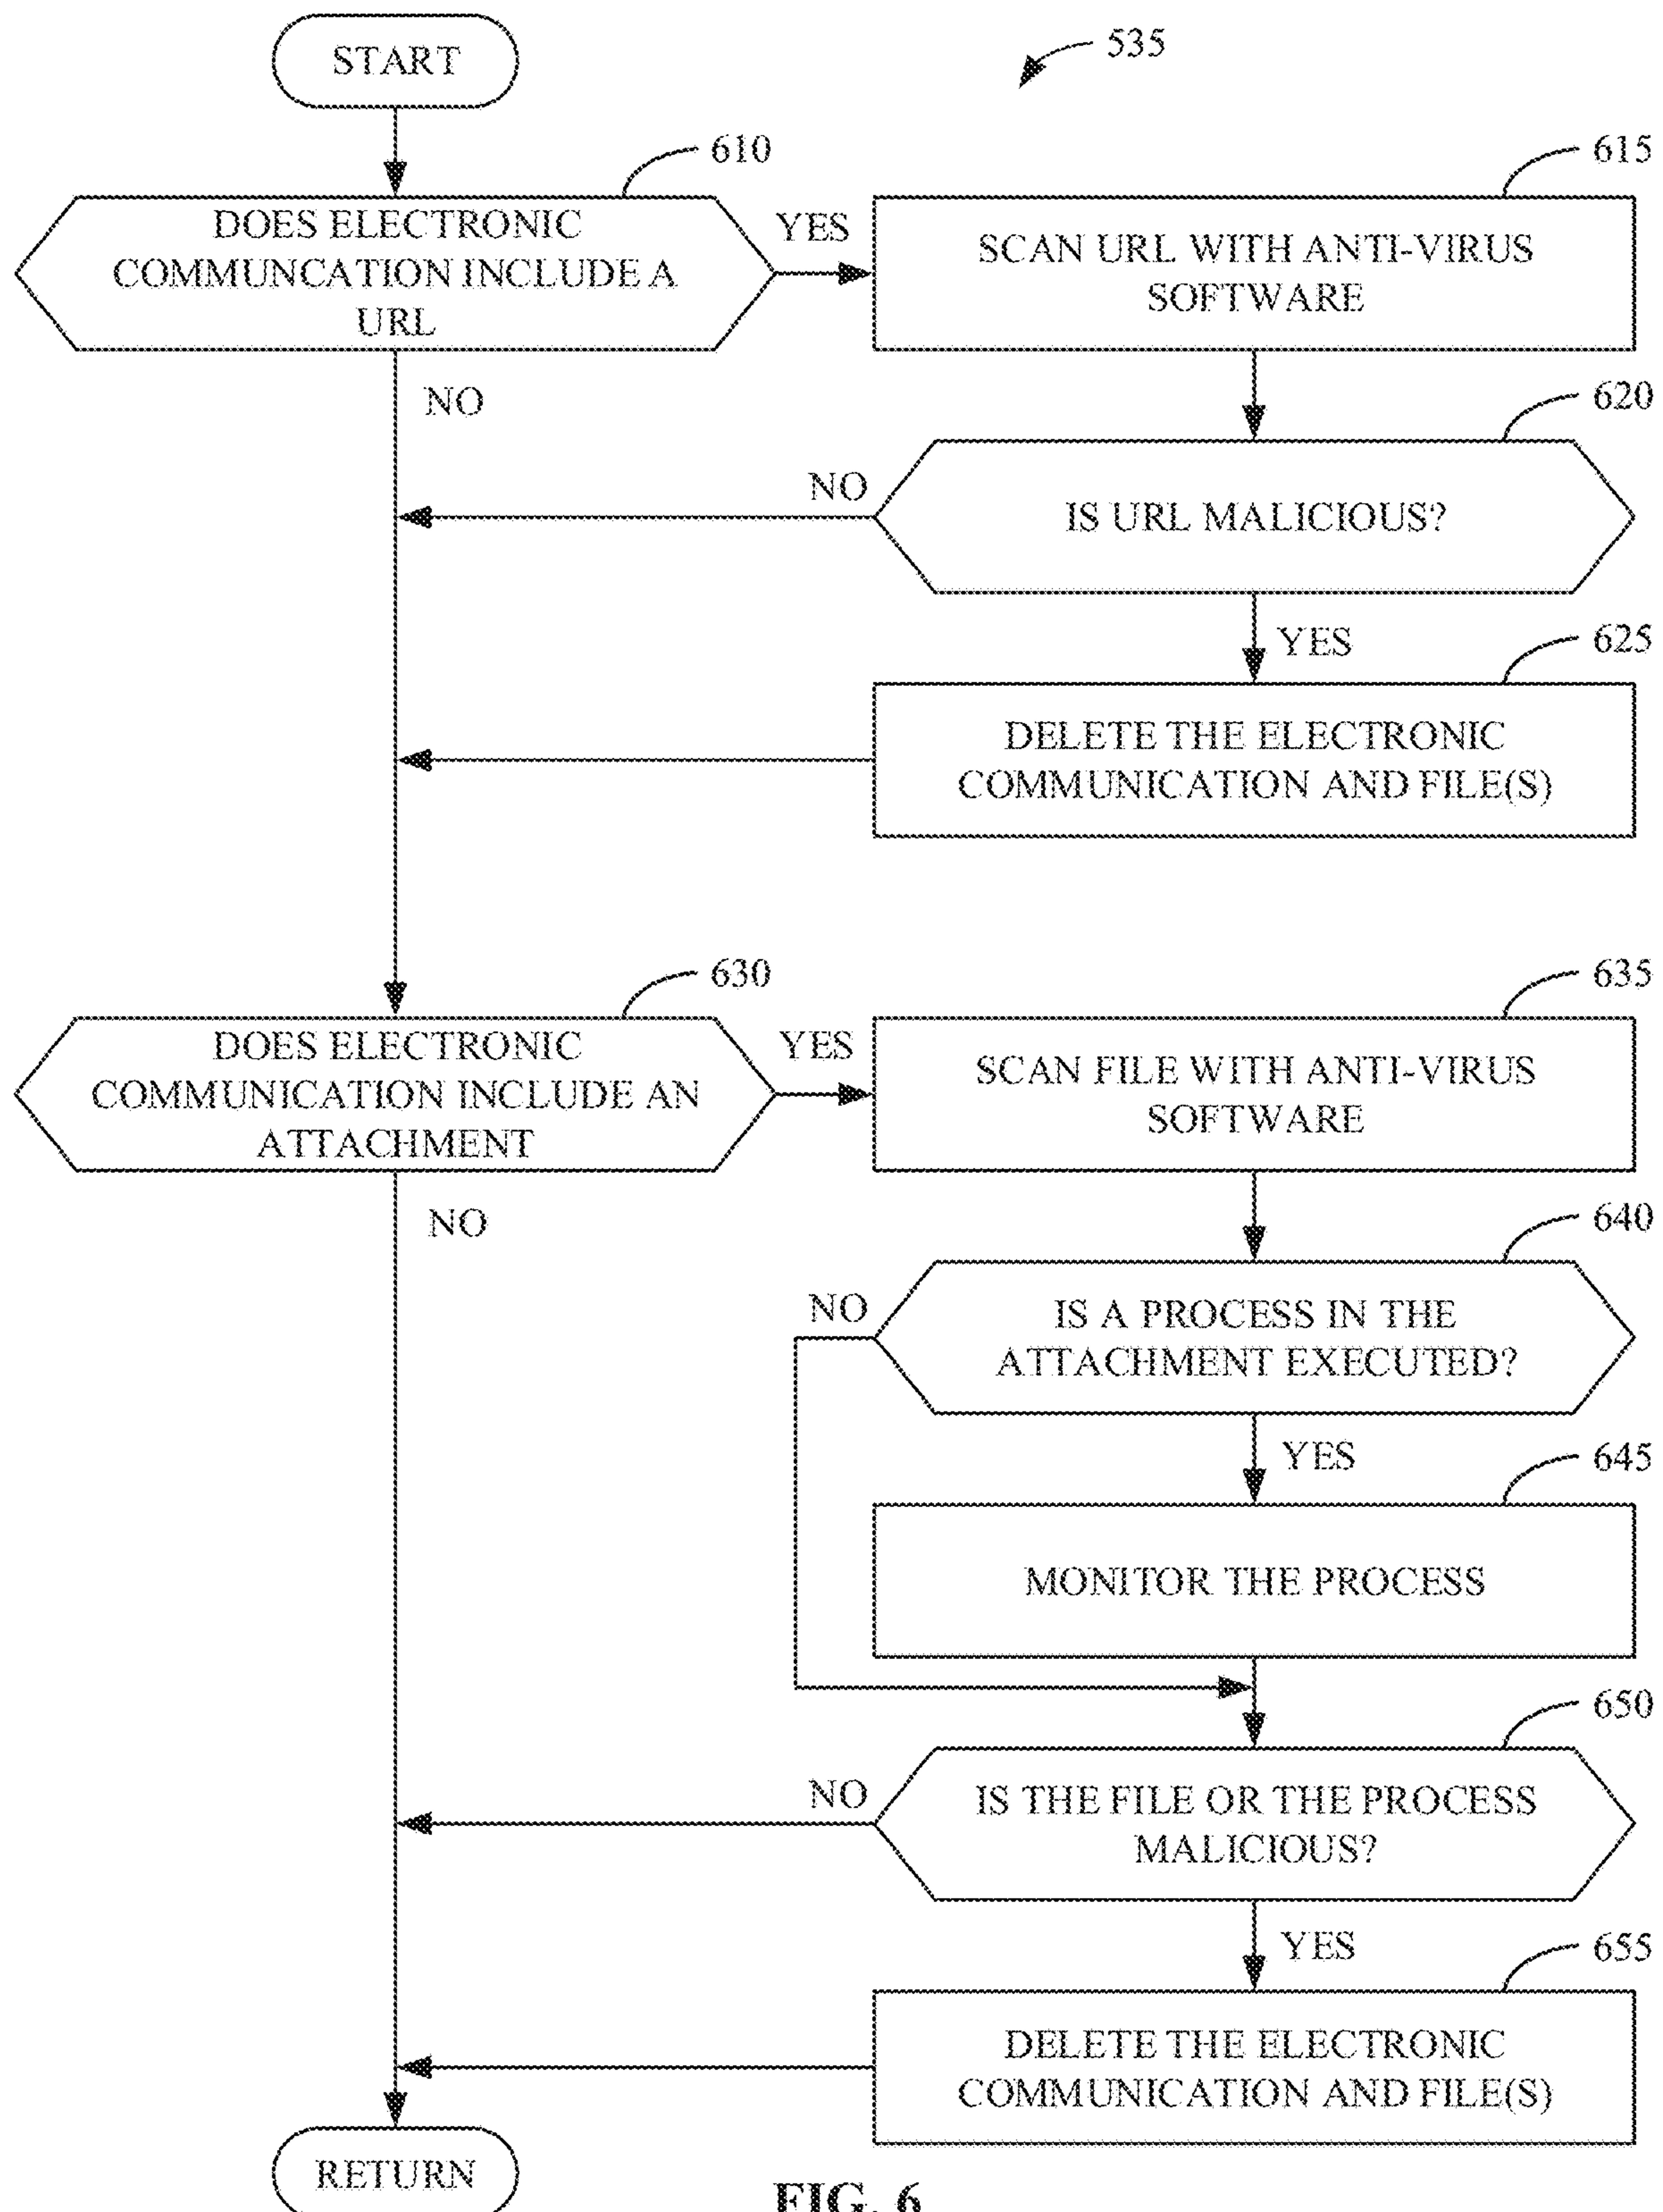 START
535
610
615
DOES ELECTRONIC
COMMUNCATION INCLUDE A
URL
YES
SCAN URL WITH ANTI-VIRUS
SOFTWARE
NO
620
NO
IS URL MALICIOUS?
YES
625
DELETE THE ELECTRONIC
COMMUNICATION AND FILE(S)
630
635
DOES ELECTRONIC
COMMUNICATION INCLUDE AN
ATTACHMENT
YES
SCAN FILE WITH ANTI-VIRUS
SOFTWARE
NO
640
NO
IS A PROCESS IN THE
ATTACHMENT EXECUTED?
YES
645
MONITOR THE PROCESS
650
NO
IS THE FILE OR THE PROCESS
MALICIOUS?
YES
655
DELETE THE ELECTRONIC
COMMUNICATION AND FILE(S)
RETURN
FIG. 6